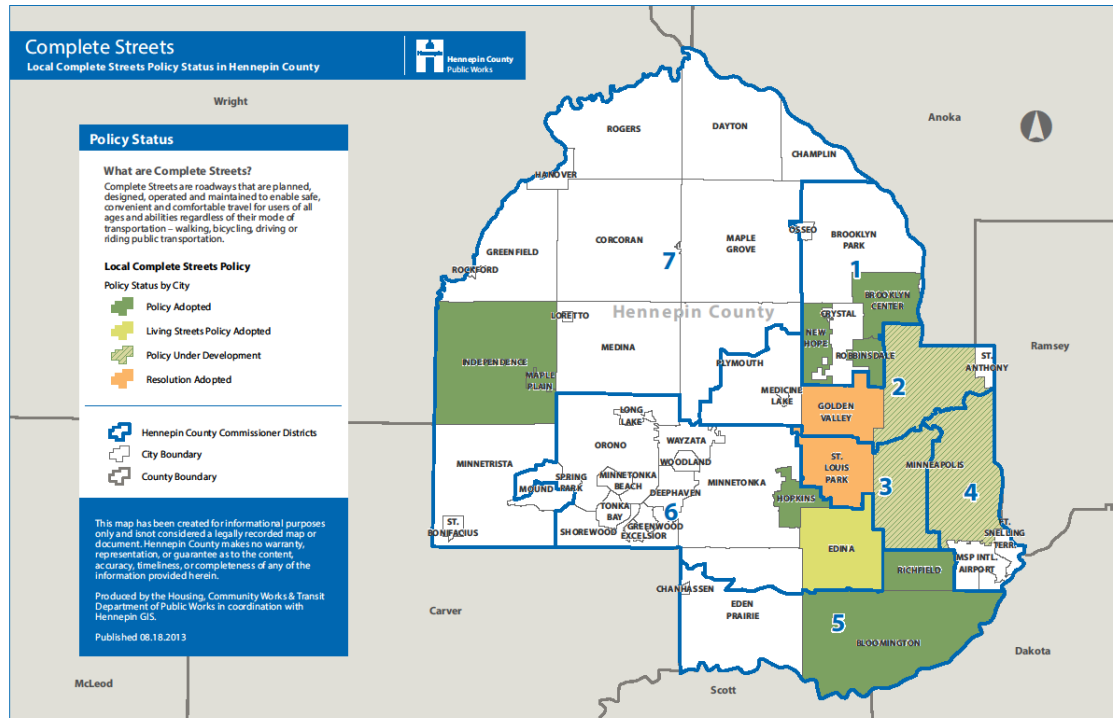 Complete Streets
Local Complete Streets Policy Status in Hennepin County
Hennepin
Hennepin County
Public Works
Policy Status
What are Complete Streets?
Complete Streets are roadways that are planned,
designed, operated and maintained to enable safe,
convenient and comfortable travel for users of all
ages and abilities regardless of their mode of
transportation – walking, bicycling, driving or
riding public transportation.
Local Complete Streets Policy
Policy Status by City
Policy Adopted
Living Streets Policy Adopted
Policy Under Development
Resolution Adopted
Hennepin County Commissioner Districts
City Boundary
County Boundary
This map has been created for informational purposes
only and isnot considered a legally recorded map or
document. Hennepin County makes no warranty,
representation, or guarantee as to the content,
accuracy, timeliness, or completeness of any of the
information provided herein.
Produced by the Housing, Community Works & Transit
Department of Public Works in coordination with
Hennepin GIS.
Published 08.18.2013
Wright
Anoka
Ramsey
Dakota
Scott
Carver
McLeod
Hennepin County
ROGERS
DAYTON
CHAMPLIN
HANOVER
GREENFIELD
CORCORAN
MAPLE
GROVE
OSSEO
BROOKLYN
PARK
7
1
ROCKFORD
LORETTO
BROOKLYN
CENTER
CRYSTAL
NEW
HOPE
ROBBINSDALE
INDEPENDENCE
MAPLE
PLAIN
MEDINA
PLYMOUTH
MEDICINE
LAKE
ST.
ANTHONY
2
GOLDEN
VALLEY
LONG
LAKE
ORONO
WAYZATA
WOODLAND
MINNETRISTA
SPRING
PARK
MOUND
MINNETONKA
BEACH
DEEPHAVEN
MINNETONKA
ST.
LOUIS
PARK
MINNEAPOLIS
3
4
HOPKINS
TONKA
BAY
6
GREENWOOD
SHOREWOOD
EXCELSIOR
ST.
BONIFACIUS
EDINA
FT.
SNELLING
TERR.
MSP INTL.
AIRPORT
RICHFIELD
CHANHASSEN
EDEN
PRAIRIE
5
BLOOMINGTON